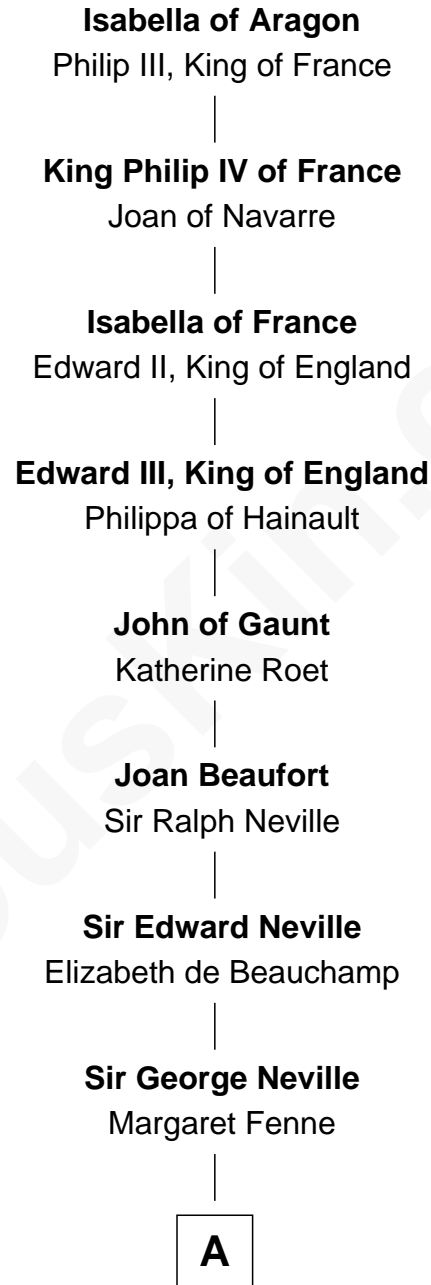 Isabella of Aragon
Philip III, King of France
King Philip IV of France
Joan of Navarre
Isabella of France
Edward II, King of England
Edward III, King of England
Philippa of Hainault
John of Gaunt
Katherine Roet
Joan Beaufort
Sir Ralph Neville
Sir Edward Neville
Elizabeth de Beauchamp
Sir George Neville
Margaret Fenne
A